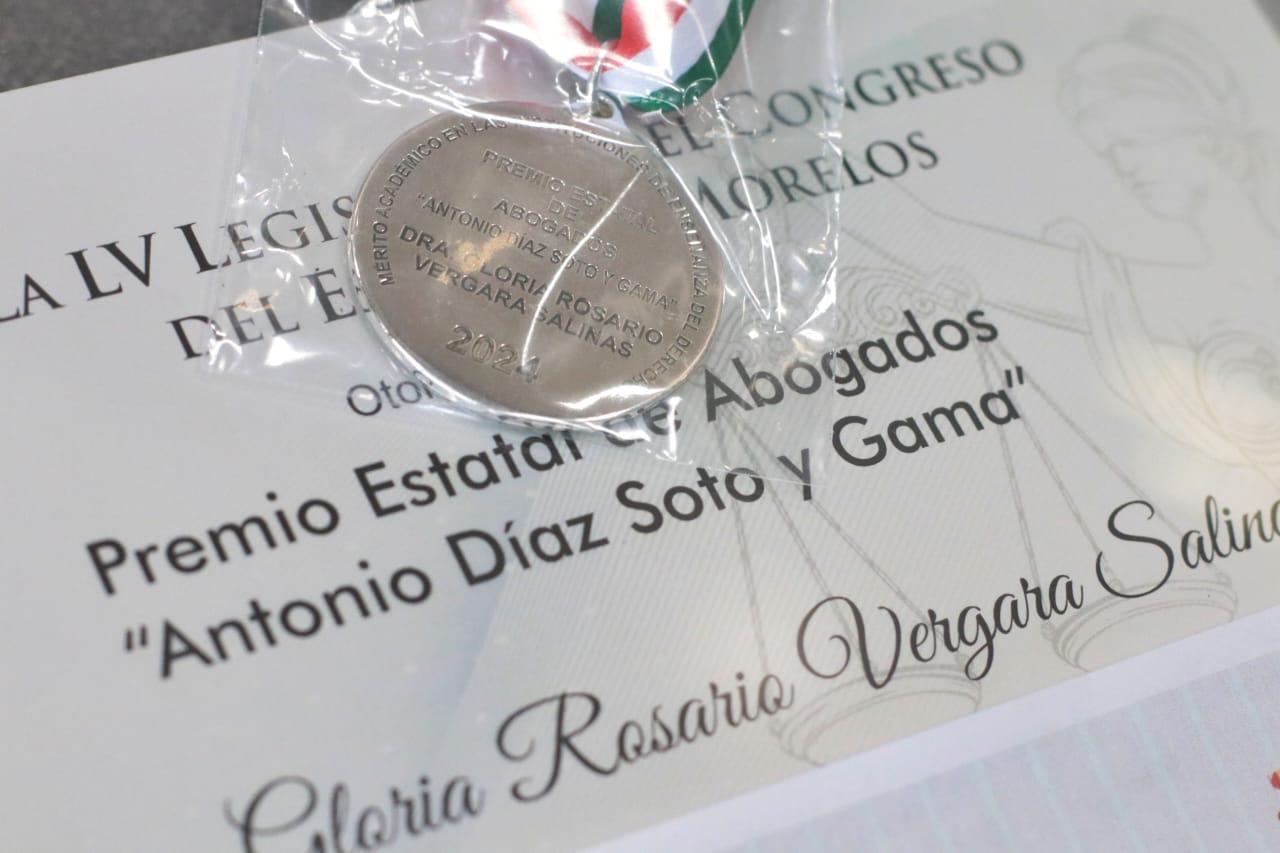 LA LV LEGIS EL CONGRESO
DEL E MORELOS
Oto
Premio Estatal de Abogados
“Antonio Díaz Soto y Gama”
Gloria Rosario Vergara Salina
MÉRITO ACADÉMICO EN LAS INSTITUCIONES DE ENSEÑANZA DEL DERECHO
PREMIO ESTATAL
DE
ABOGADOS
“ANTONIO DÍAZ SOTO Y GAMA”
DRA. GLORIA ROSARIO
VERGARA SALINAS
2024